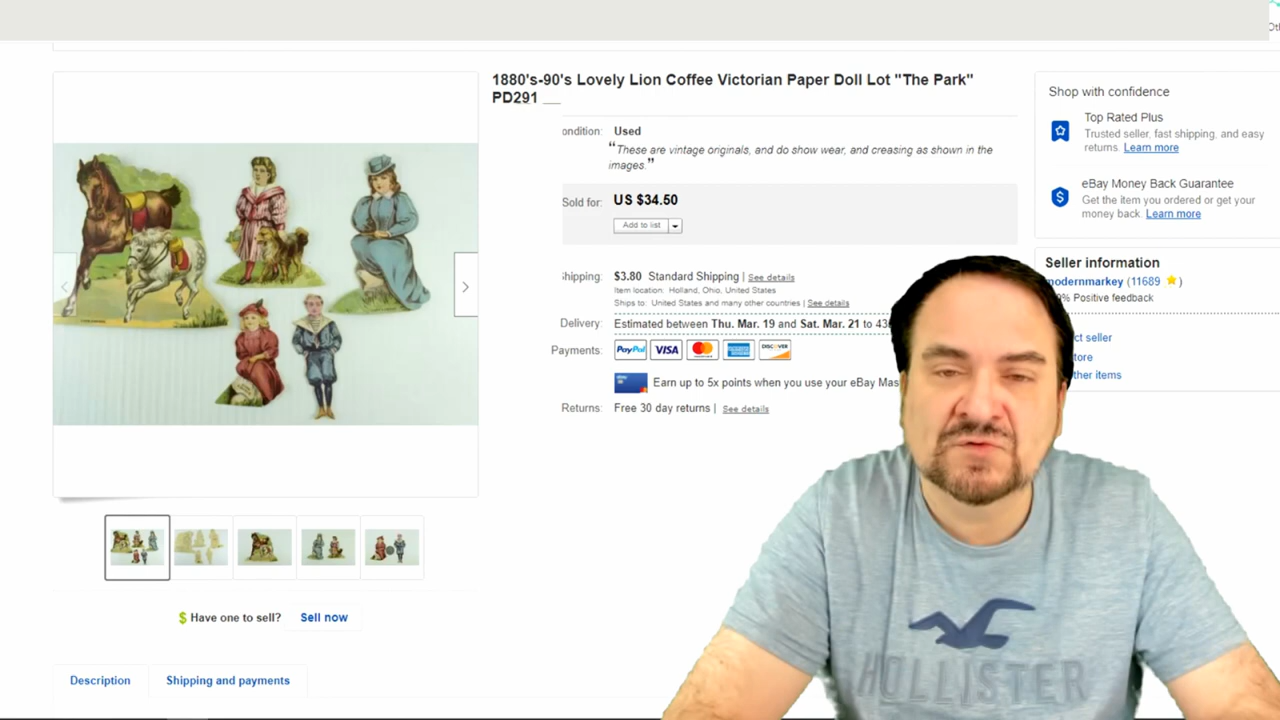 1880's-90's Lovely Lion Coffee Victorian Paper Doll Lot "The Park"
PD291
ondition: Used
“These are vintage originals, and do show wear, and creasing as shown in the
images.”
Sold for: US $34.50
Add to list
Shipping: $3.80 Standard Shipping | See details
Item location: Holland, Ohio, United States
Ships to: United States and many other countries | See details
Delivery: Estimated between Thu. Mar. 19 and Sat. Mar. 21 to 43
Payments: PayPal VISA MasterCard AMERICAN EXPRESS DISCOVER
Earn up to 5x points when you use your eBay Mas
Returns: Free 30 day returns | See details
$ Have one to sell? Sell now
Description Shipping and payments
Shop with confidence
Top Rated Plus
Trusted seller, fast shipping, and easy
returns. Learn more
eBay Money Back Guarantee
Get the item you ordered or get your
money back. Learn more
Seller information
modernmarkey (11689 )
% Positive feedback
ct seller
tore
ther items
HOLLISTER